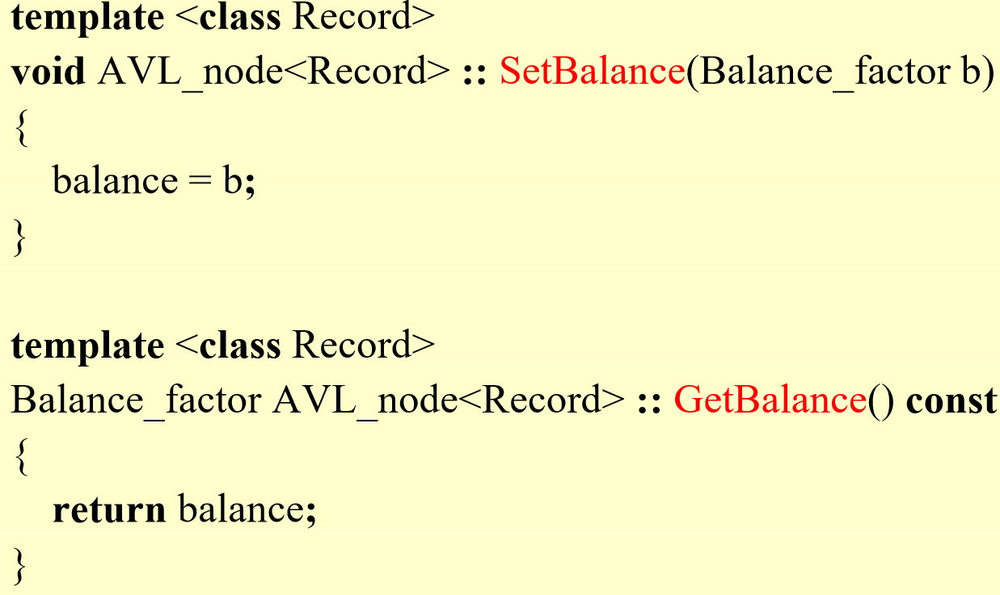 template <class Record>
void AVL_node<Record> :: SetBalance(Balance_factor b)
{
balance = b;
}
template <class Record>
Balance_factor AVL_node<Record> :: GetBalance() const
{
return balance;
}